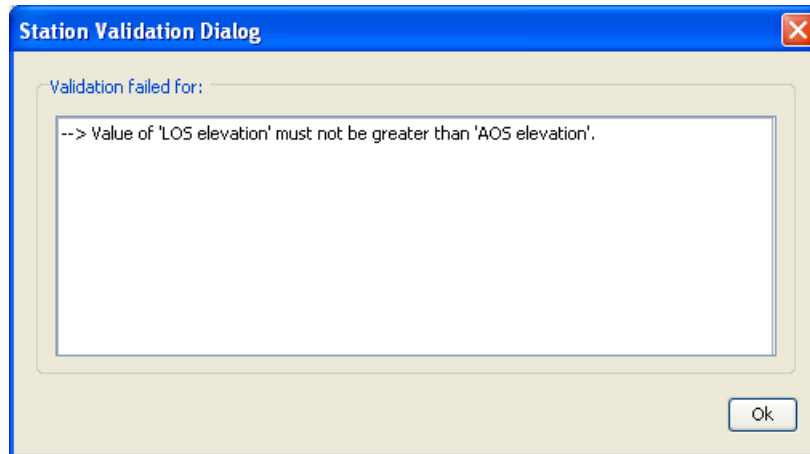 Station Validation Dialog
Validation failed for:
--> Value of 'LOS elevation' must not be greater than 'AOS elevation'.
Ok